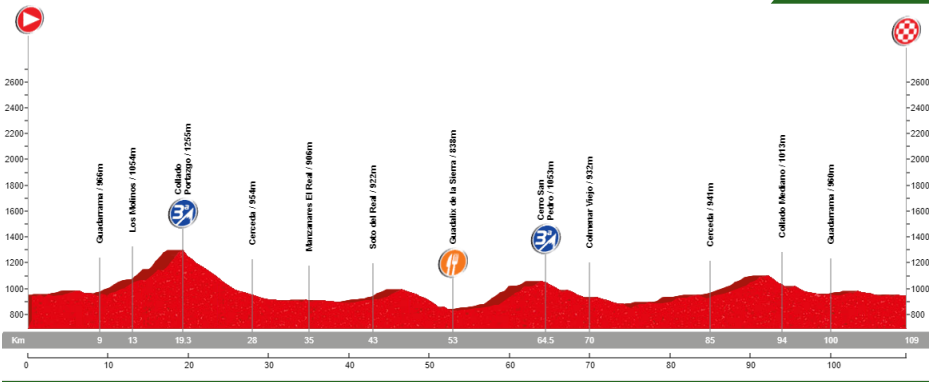 2600
2400
2200
2000
1800
1600
1400
1200
1000
800
2600
2400
2200
2000
1800
1600
1400
1200
1000
800
Guadarrama / 966m
Los Molinos / 1054m
Collado
Portazgo / 1255m
3ª
Cerceda / 954m
Manzanares El Real / 906m
Soto del Real / 922m
Guadalix de la Sierra / 838m
Cerro San
Pedro / 1053m
3ª
Colmenar Viejo / 932m
Cerceda / 941m
Collado Mediano / 1013m
Guadarrama / 960m
Km 9 13 19.3 28 35 43 53 64.5 70 85 94 100 109
0 10 20 30 40 50 60 70 80 90 100